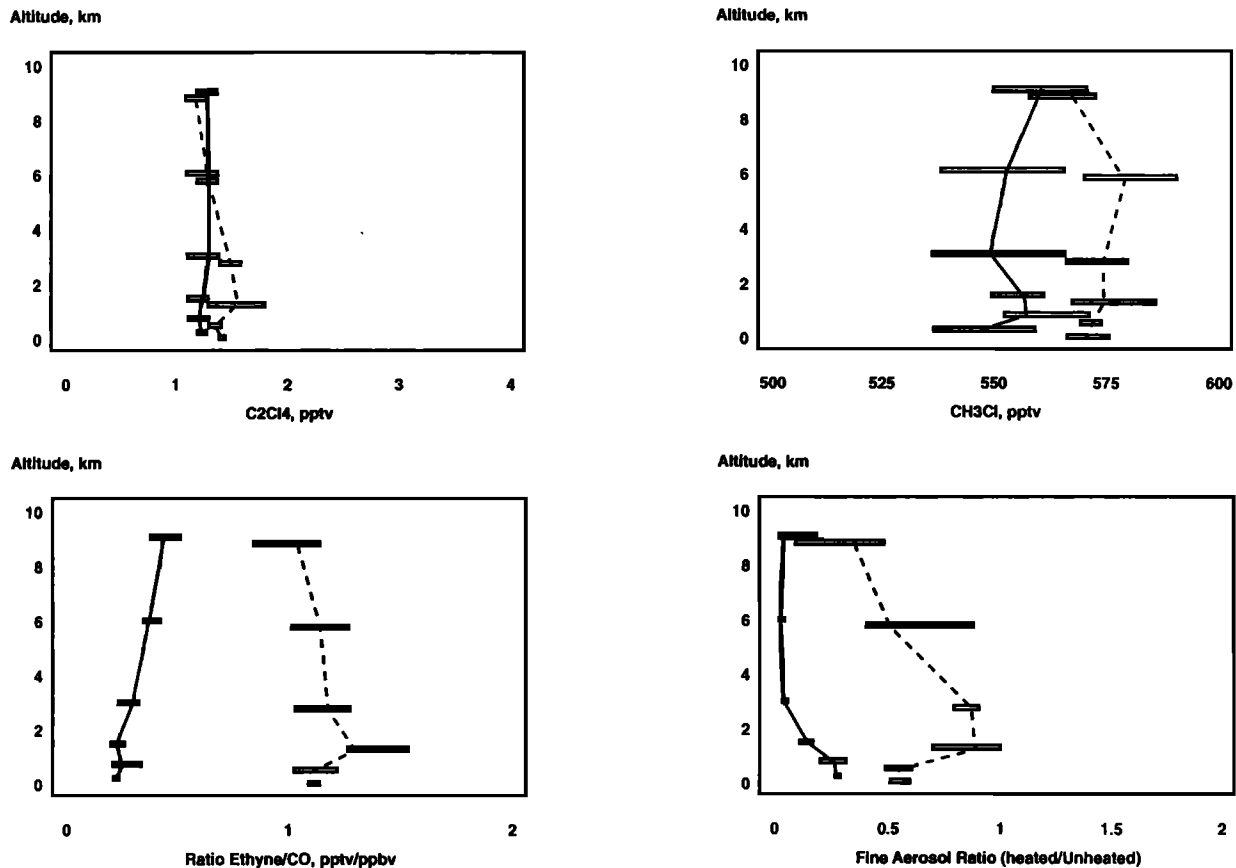 Altitude, km
10
8
6
4
2
0
0 1 2 3 4
C2Cl4, pptv
Altitude, km
10
8
6
4
2
0
500 525 550 575 600
CH3Cl, pptv
Altitude, km
10
8
6
4
2
0
0 1 2
Ratio Ethyne/CO, pptv/ppbv
Altitude, km
10
8
6
4
2
0
0 0.5 1 1.5 2
Fine Aerosol Ratio (heated/Unheated)